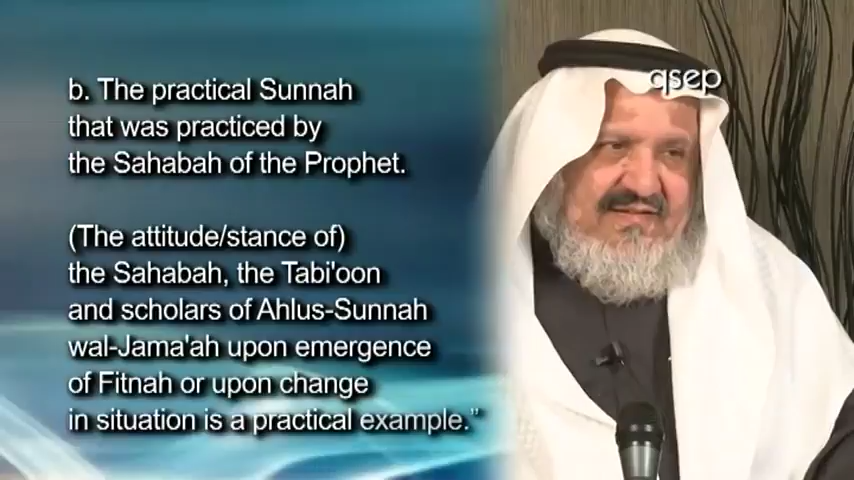 qsep
b. The practical Sunnah
that was practiced by
the Sahabah of the Prophet.
(The attitude/stance of)
the Sahabah, the Tabi'oon
and scholars of Ahlus-Sunnah
wal-Jama'ah upon emergence
of Fitnah or upon change
in situation is a practical example.”